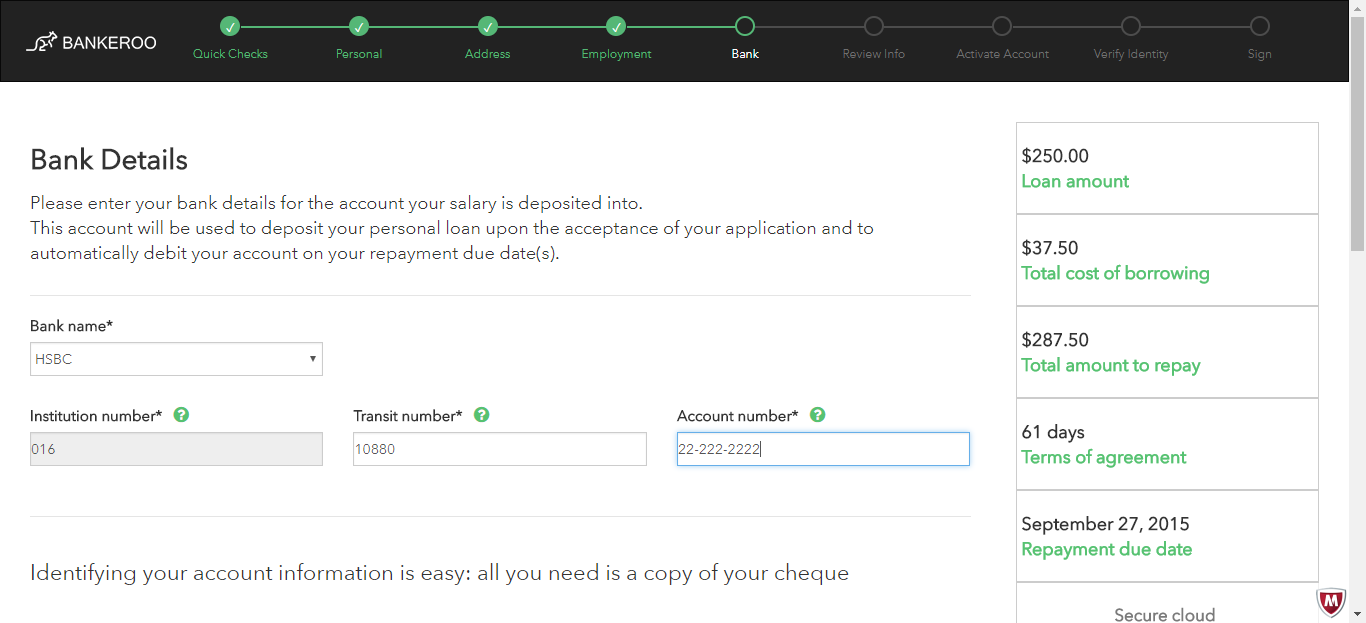 BANKEROO
Quick Checks
Personal
Address
Employment
Bank
Review Info
Activate Account
Verify Identity
Sign
Bank Details
Please enter your bank details for the account your salary is deposited into.
This account will be used to deposit your personal loan upon the acceptance of your application and to
automatically debit your account on your repayment due date(s).
Bank name*
HSBC
Institution number* ?
016
Transit number* ?
10880
Account number* ?
22-222-2222
Identifying your account information is easy: all you need is a copy of your cheque
$250.00
Loan amount
$37.50
Total cost of borrowing
$287.50
Total amount to repay
61 days
Terms of agreement
September 27, 2015
Repayment due date
Secure cloud
M